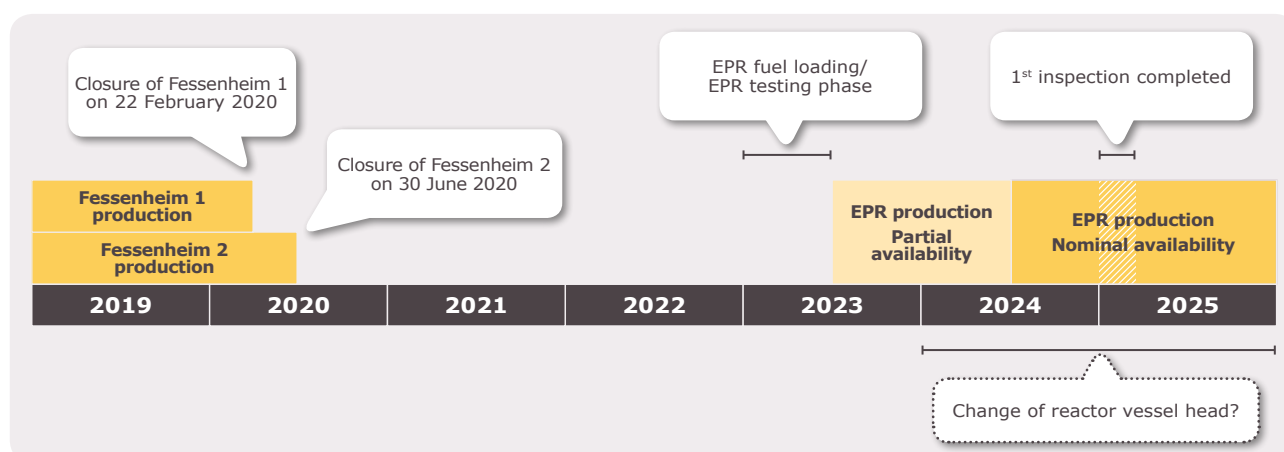 Closure of Fessenheim 1
on 22 February 2020
Closure of Fessenheim 2
on 30 June 2020
EPR fuel loading/
EPR testing phase
1st inspection completed
Fessenheim 1
production
Fessenheim 2
production
EPR production
Partial
availability
EPR production
Nominal availability
2019
2020
2021
2022
2023
2024
2025
Change of reactor vessel head?